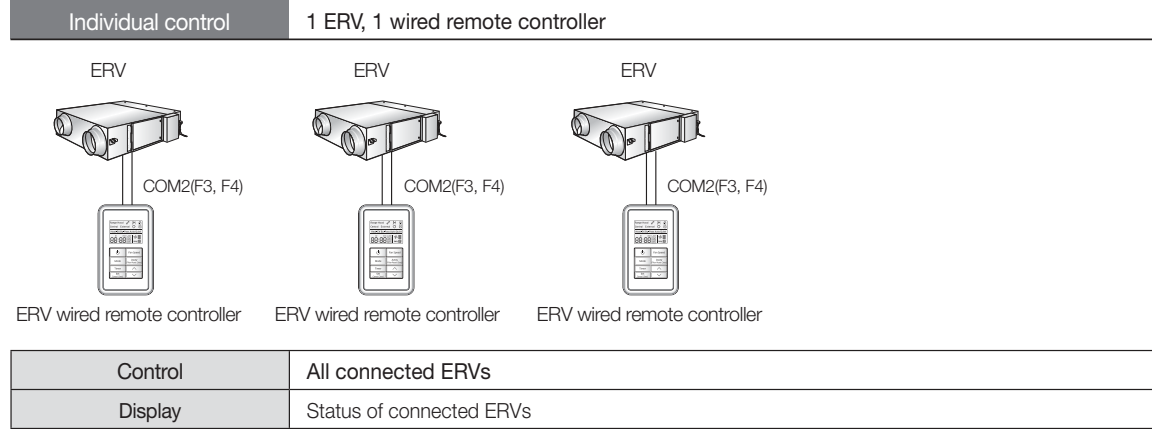 Individual control 1 ERV, 1 wired remote controller
ERV ERV ERV
COM2(F3, F4) COM2(F3, F4) COM2(F3, F4)
ERV wired remote controller ERV wired remote controller ERV wired remote controller
Control All connected ERVs
Display Status of connected ERVs